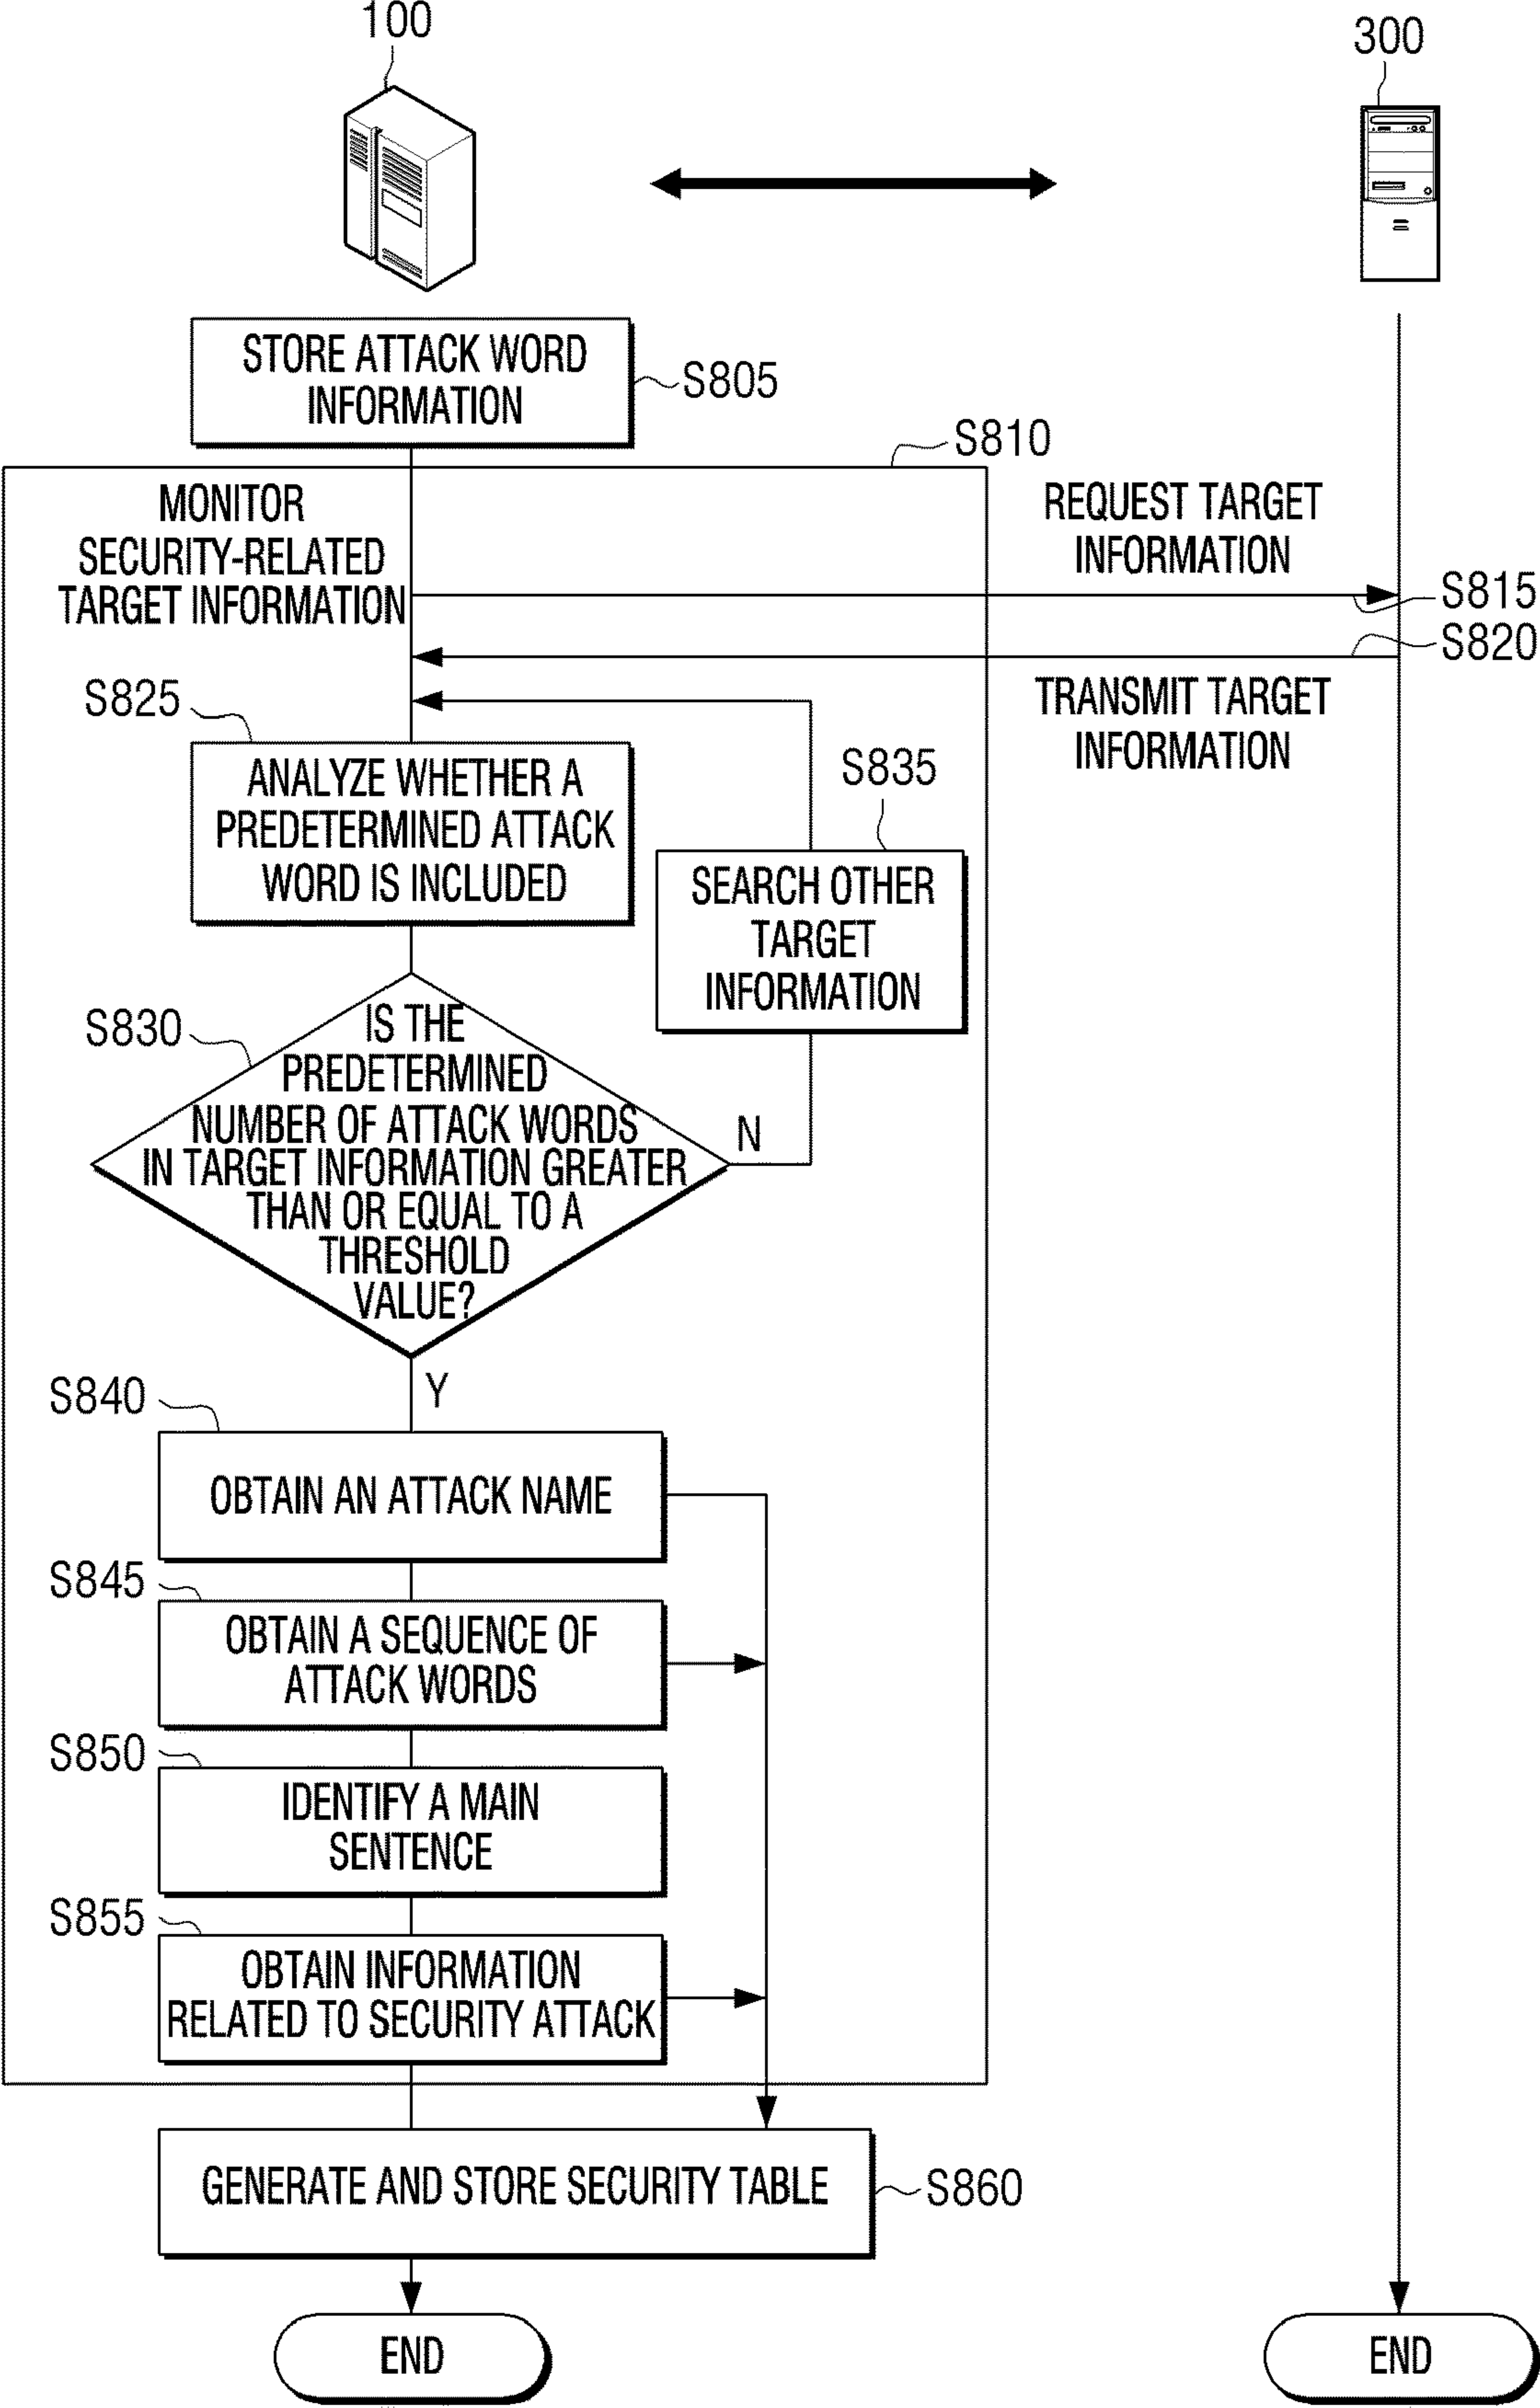 100
300
STORE ATTACK WORD
INFORMATION
S805
S810
MONITOR
SECURITY-RELATED
TARGET INFORMATION
REQUEST TARGET
INFORMATION
S815
S820
TRANSMIT TARGET
INFORMATION
S825
ANALYZE WHETHER A
PREDETERMINED ATTACK
WORD IS INCLUDED
S835
SEARCH OTHER
TARGET
INFORMATION
S830
IS THE
PREDETERMINED
NUMBER OF ATTACK WORDS
IN TARGET INFORMATION GREATER
THAN OR EQUAL TO A
THRESHOLD
VALUE?
N
Y
S840
OBTAIN AN ATTACK NAME
S845
OBTAIN A SEQUENCE OF
ATTACK WORDS
S850
IDENTIFY A MAIN
SENTENCE
S855
OBTAIN INFORMATION
RELATED TO SECURITY ATTACK
GENERATE AND STORE SECURITY TABLE
S860
END
END